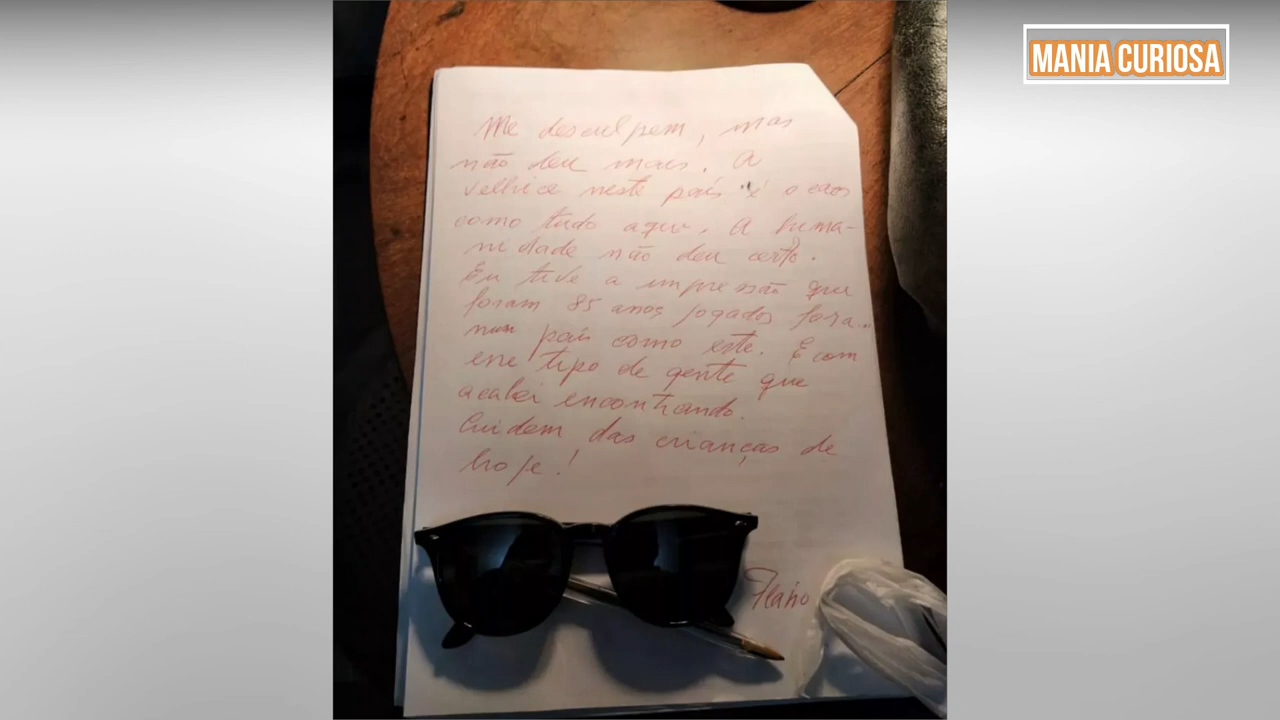 MANIA CURIOSA
Me desculpem, mas
não deu mais. A
velhice neste país é o caos
como tudo aqui. A huma-
nidade não deu certo.
Eu tive a impressão que
foram 85 anos jogados fora...
num país como este. E com
esse tipo de gente que
acabei encontrando.
Cuidem das crianças de
hoje!
Flávio